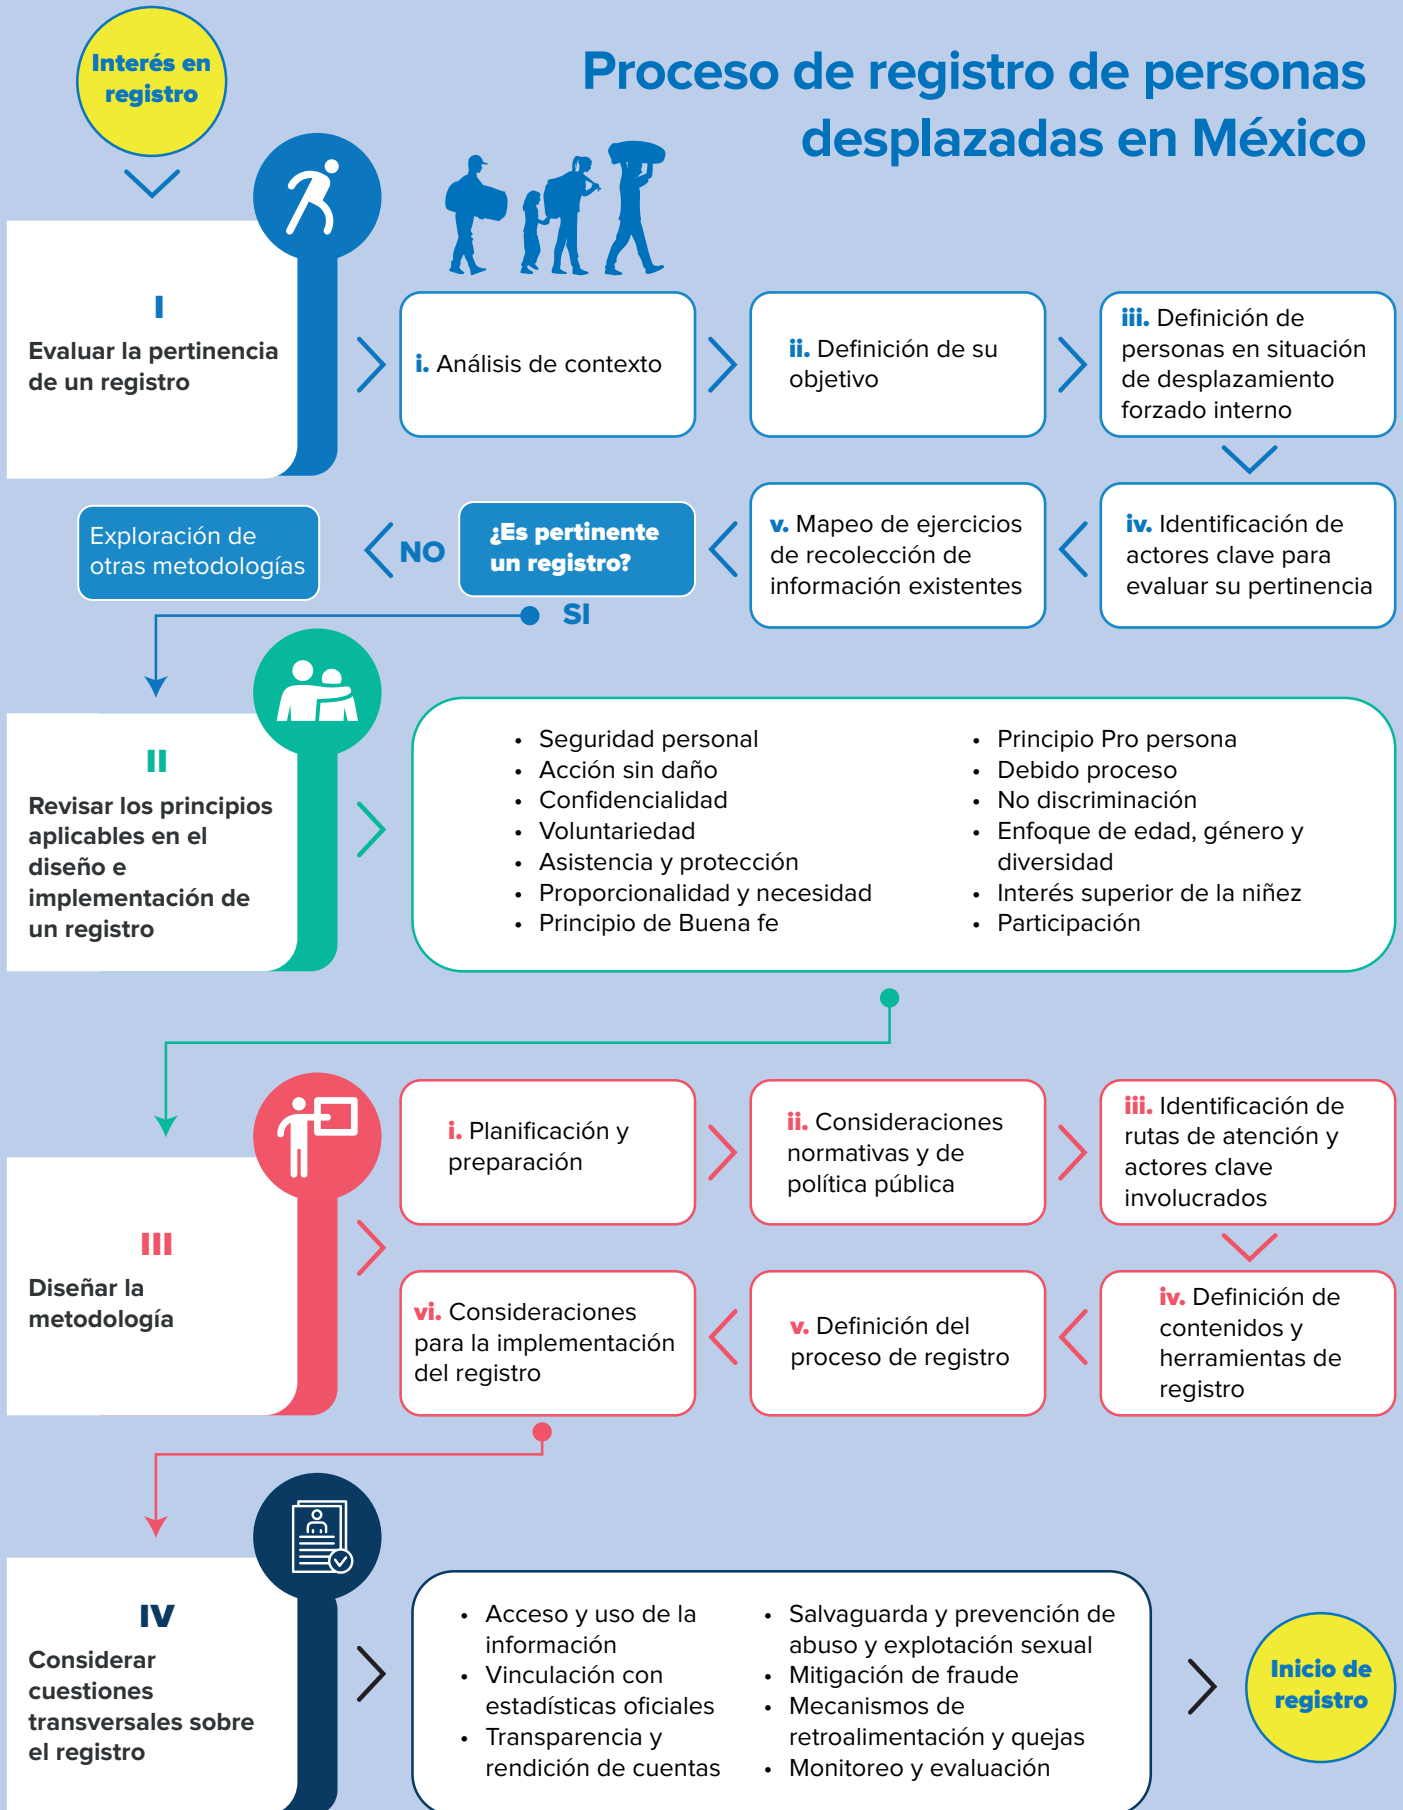 Interés en
registro
Proceso de registro de personas
desplazadas en México
I
Evaluar la pertinencia
de un registro
i. Análisis de contexto
ii. Definición de su
objetivo
iii. Definición de
personas en situación
de desplazamiento
forzado interno
iv. Identificación de
actores clave para
evaluar su pertinencia
v. Mapeo de ejercicios
de recolección de
información existentes
¿Es pertinente
un registro?
NO
Exploración de
otras metodologías
SI
II
Revisar los principios
aplicables en el
diseño e
implementación de
un registro
• Seguridad personal
• Acción sin daño
• Confidencialidad
• Voluntariedad
• Asistencia y protección
• Proporcionalidad y necesidad
• Principio de Buena fe
• Principio Pro persona
• Debido proceso
• No discriminación
• Enfoque de edad, género y
diversidad
• Interés superior de la niñez
• Participación
III
Diseñar la
metodología
i. Planificación y
preparación
ii. Consideraciones
normativas y de
política pública
iii. Identificación de
rutas de atención y
actores clave
involucrados
iv. Definición de
contenidos y
herramientas de
registro
v. Definición del
proceso de registro
vi. Consideraciones
para la implementación
del registro
IV
Considerar
cuestiones
transversales sobre
el registro
• Acceso y uso de la
información
• Vinculación con
estadísticas oficiales
• Transparencia y
rendición de cuentas
• Salvaguarda y prevención de
abuso y explotación sexual
• Mitigación de fraude
• Mecanismos de
retroalimentación y quejas
• Monitoreo y evaluación
Inicio de
registro